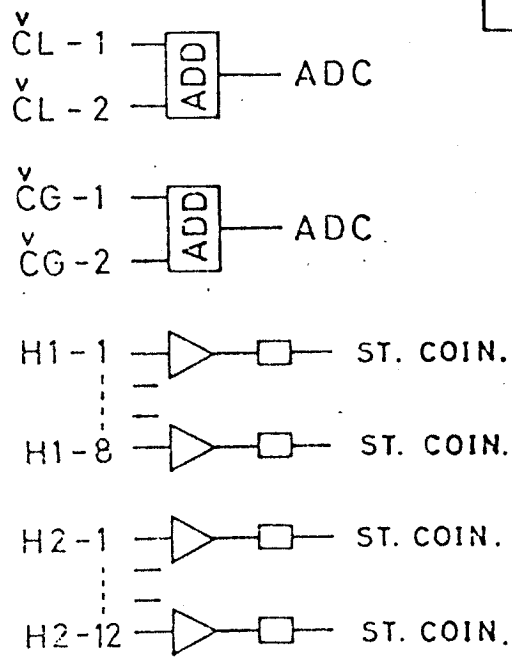 ČL-1
ADD
ADC
ČL-2
ČG-1
ADD
ADC
ČG-2
H1-1
ST. COIN.
H1-8
ST. COIN.
H2-1
ST. COIN.
H2-12
ST. COIN.